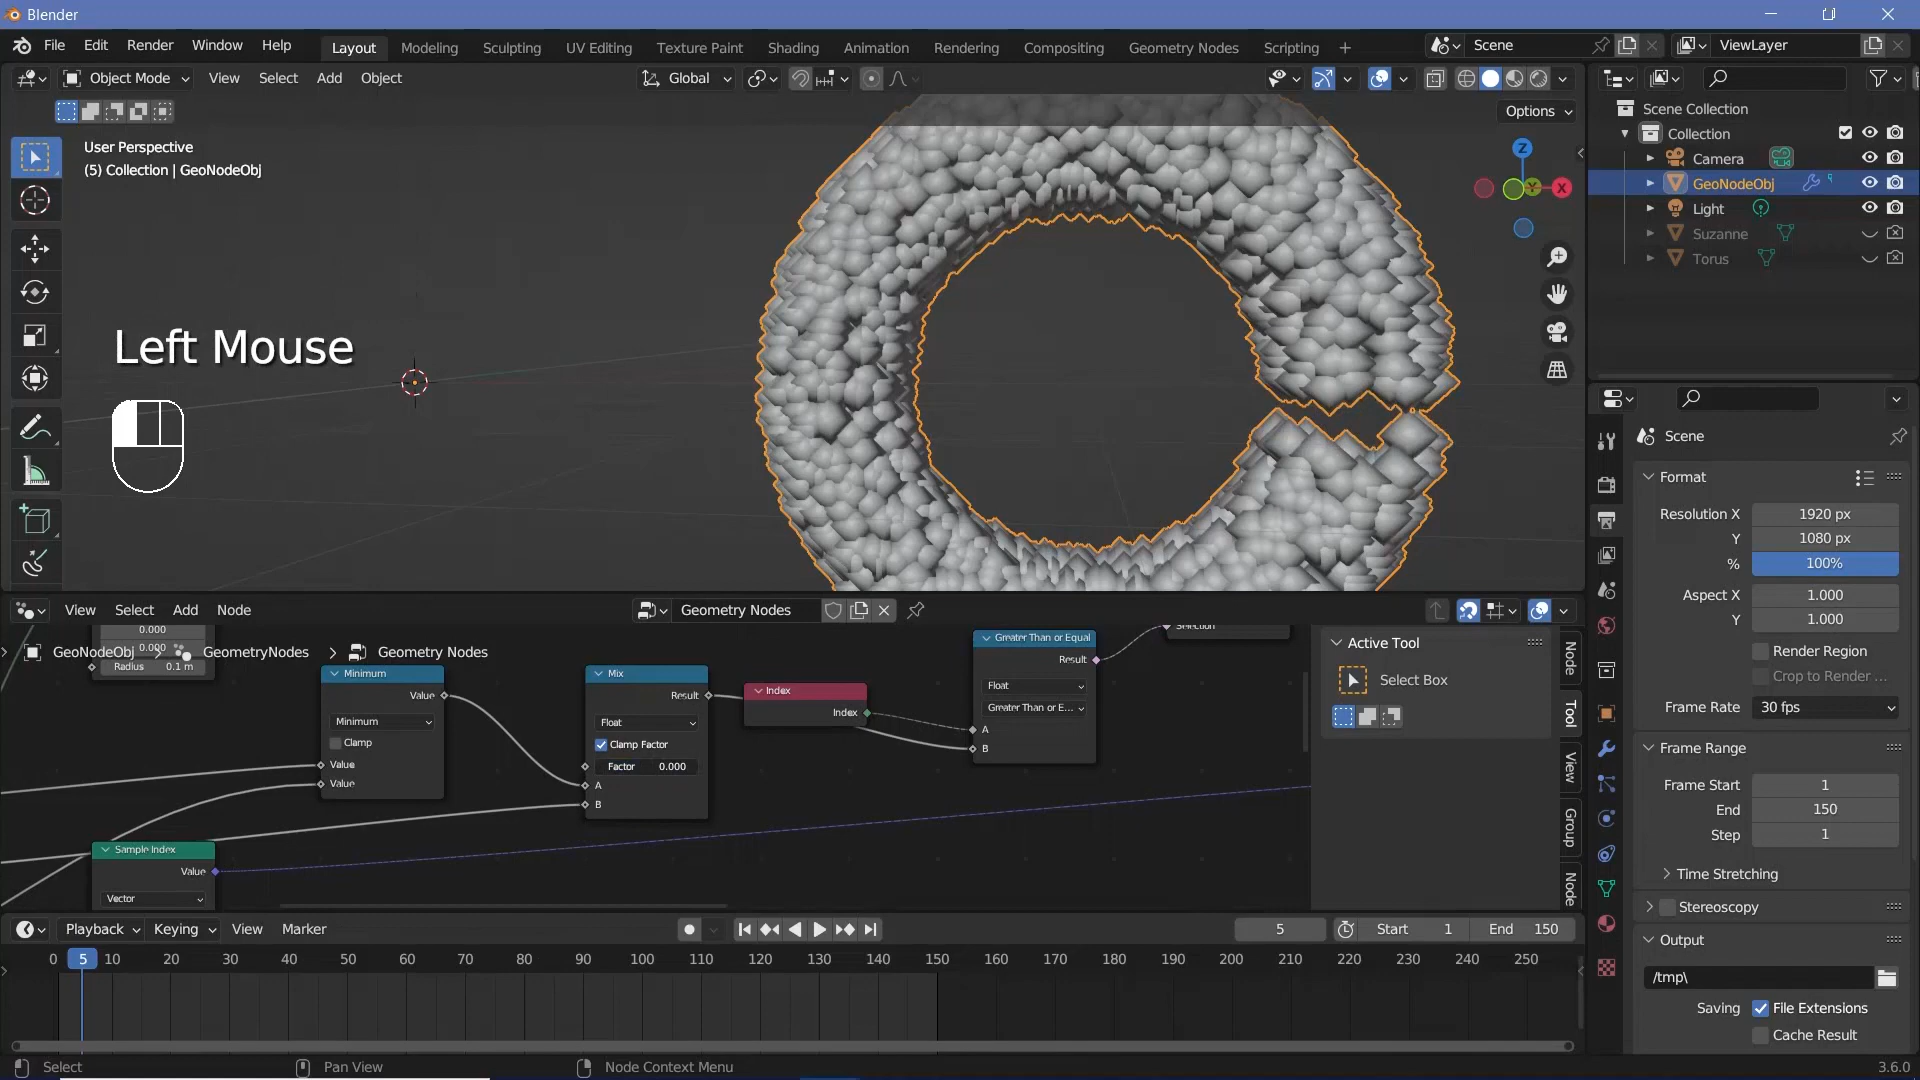 Blender
File Edit Render Window Help Layout Modeling Sculpting UV Editing Texture Paint Shading Animation Rendering Compositing Geometry Nodes Scripting + Scene ViewLayer
Object Mode View Select Add Object Global
Options
User Perspective
(5) Collection | GeoNodeObj
Z
X
Y
Left Mouse
Scene Collection
Collection
Camera
GeoNodeObj
Light
Suzanne
Torus
Scene
Format
Resolution X 1920 px
Y 1080 px
% 100%
Aspect X 1.000
Y 1.000
Render Region
Crop to Render ...
Frame Rate 30 fps
Frame Range
Frame Start 1
End 150
Step 1
Time Stretching
Stereoscopy
Output
/tmp\
Saving File Extensions
Cache Result
View Select Add Node Geometry Nodes
0.000
0.000
Radius 0.1 m
GeoNodeObj > GeometryNodes > Geometry Nodes
Minimum
Value
Minimum
Clamp
Value
Value
Mix
Result
Float
Clamp Factor
Factor 0.000
A
B
Index
Index
Greater Than or Equal
Result
Float
Greater Than or E...
A
B
Selection
Sample Index
Value
Vector
Active Tool
Select Box
Node
Tool
View
Group
Node
Playback Keying View Marker 5 Start 1 End 150
0 5 10 20 30 40 50 60 70 80 90 100 110 120 130 140 150 160 170 180 190 200 210 220 230 240 250
Select Pan View Node Context Menu 3.6.0